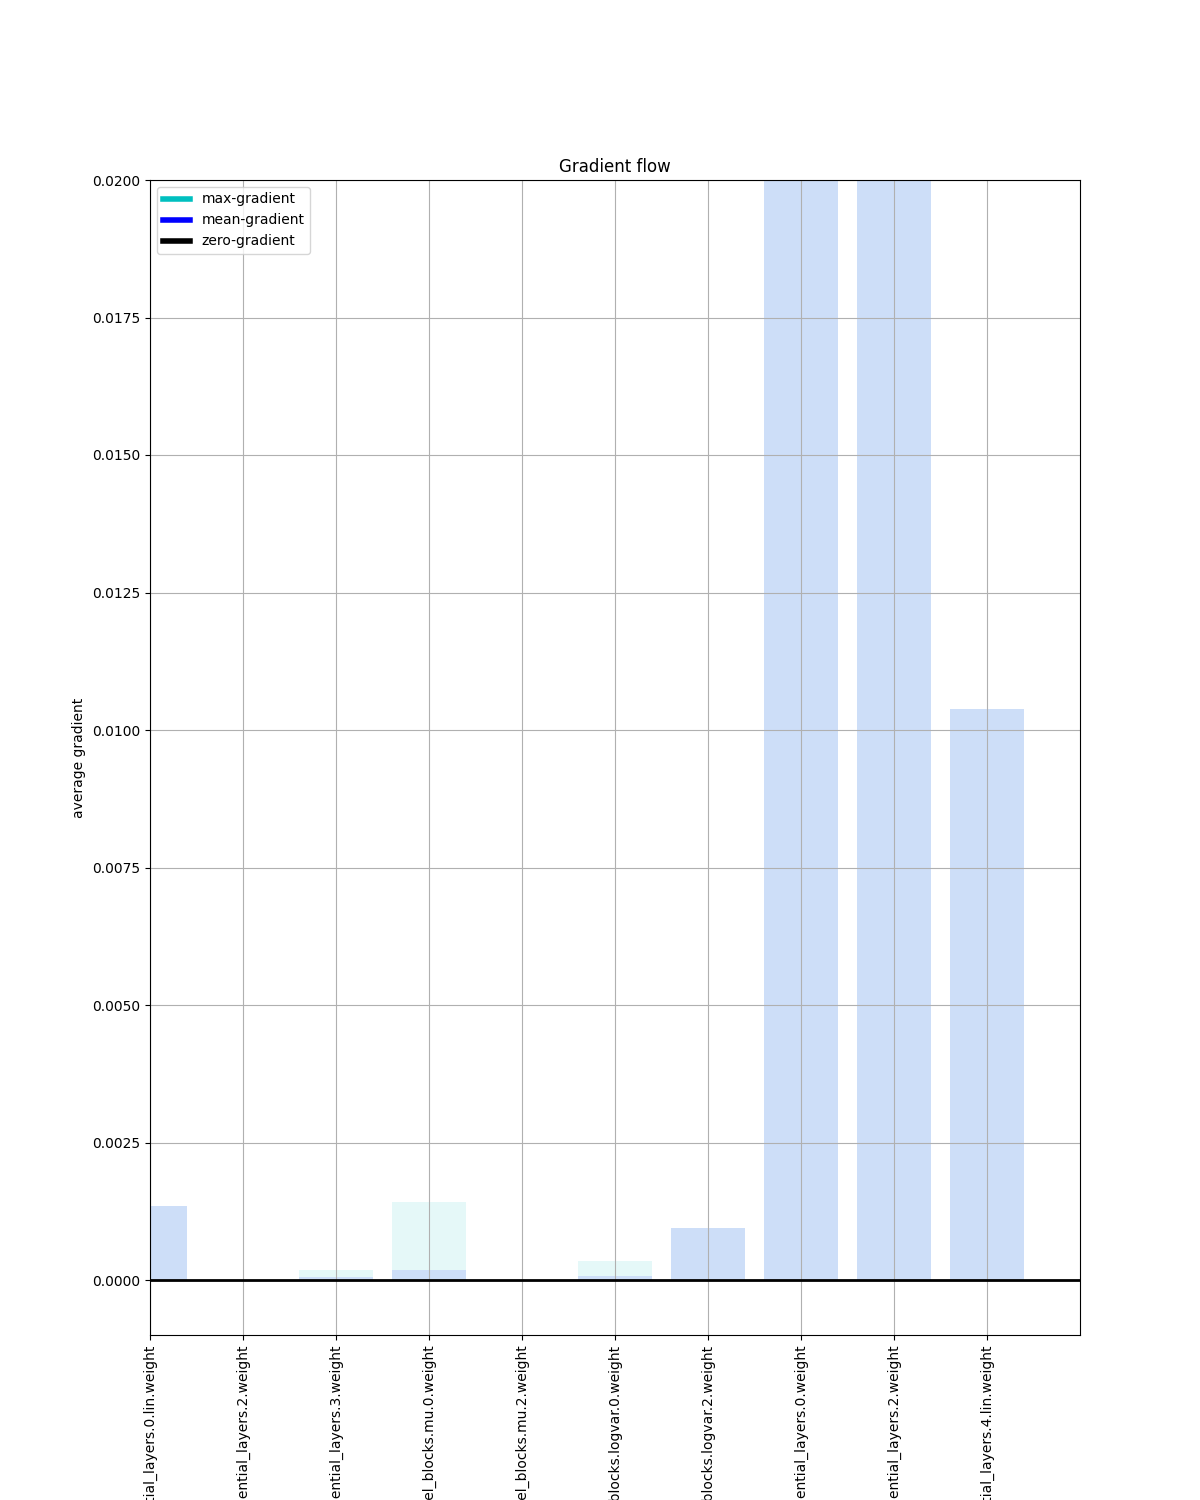 Gradient flow
max-gradient
mean-gradient
zero-gradient
0.0200
0.0175
0.0150
0.0125
0.0100
0.0075
0.0050
0.0025
0.0000
average gradient
tial_layers.0.lin.weight
ential_layers.2.weight
ential_layers.3.weight
el_blocks.mu.0.weight
el_blocks.mu.2.weight
blocks.logvar.0.weight
blocks.logvar.2.weight
ential_layers.0.weight
ential_layers.2.weight
tial_layers.4.lin.weight